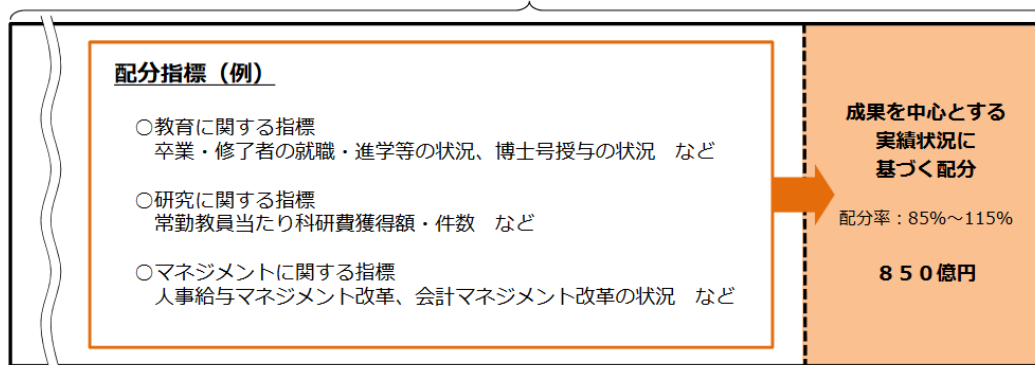 配分指標（例）
○教育に関する指標
卒業・修了者の就職・進学等の状況、博士号授与の状況　など
○研究に関する指標
常勤教員当たり科研費獲得額・件数　など
○マネジメントに関する指標
人事給与マネジメント改革、会計マネジメント改革の状況　など
成果を中心とする
実績状況に
基づく配分
配分率：85%～115%
８５０億円